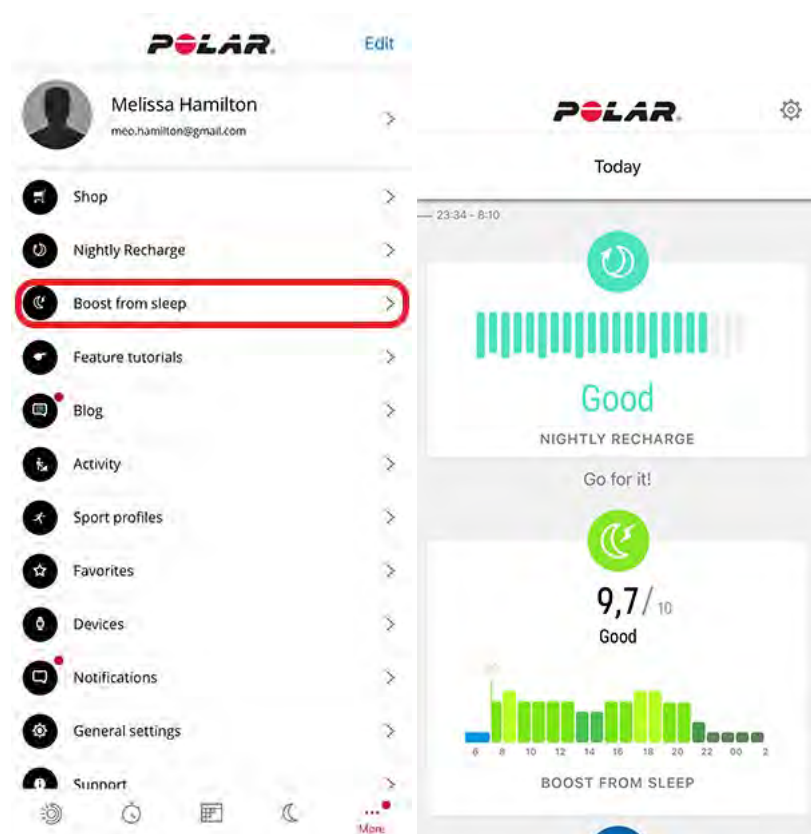 POLAR.
Edit
Melissa Hamilton
meo.hamilton@gmail.com
Shop
Nightly Recharge
Boost from sleep
Feature tutorials
Blog
Activity
Sport profiles
Favorites
Devices
Notifications
General settings
Support
More
POLAR.
Today
23:34 - 8:10
Good
NIGHTLY RECHARGE
Go for it!
9,7/ 10
Good
6 8 10 12 14 16 18 20 22 00 2
BOOST FROM SLEEP